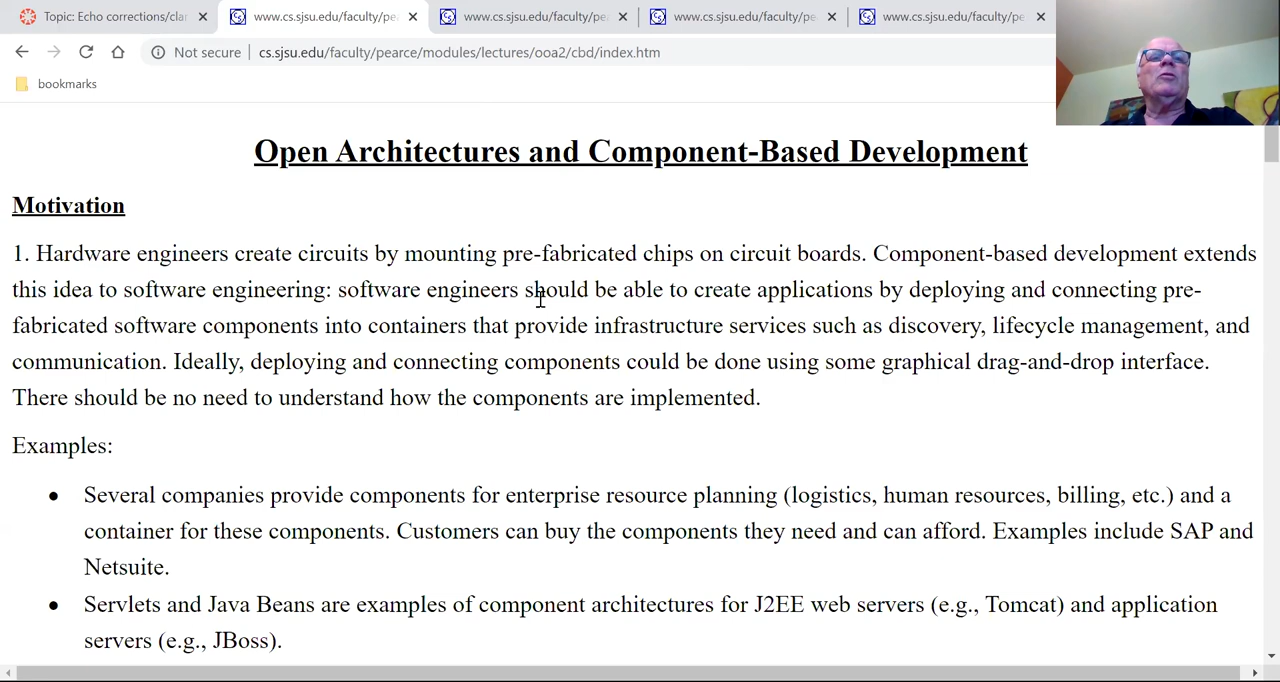 Topic: Echo corrections/clar
www.cs.sjsu.edu/faculty/pea
www.cs.sjsu.edu/faculty/pea
www.cs.sjsu.edu/faculty/pe
www.cs.sjsu.edu/faculty/pe
Not secure
cs.sjsu.edu/faculty/pearce/modules/lectures/ooa2/cbd/index.htm
bookmarks
Open Architectures and Component-Based Development
Motivation
1. Hardware engineers create circuits by mounting pre-fabricated chips on circuit boards. Component-based development extends
this idea to software engineering: software engineers should be able to create applications by deploying and connecting pre-
fabricated software components into containers that provide infrastructure services such as discovery, lifecycle management, and
communication. Ideally, deploying and connecting components could be done using some graphical drag-and-drop interface.
There should be no need to understand how the components are implemented.
Examples:
• Several companies provide components for enterprise resource planning (logistics, human resources, billing, etc.) and a
container for these components. Customers can buy the components they need and can afford. Examples include SAP and
Netsuite.
• Servlets and Java Beans are examples of component architectures for J2EE web servers (e.g., Tomcat) and application
servers (e.g., JBoss).